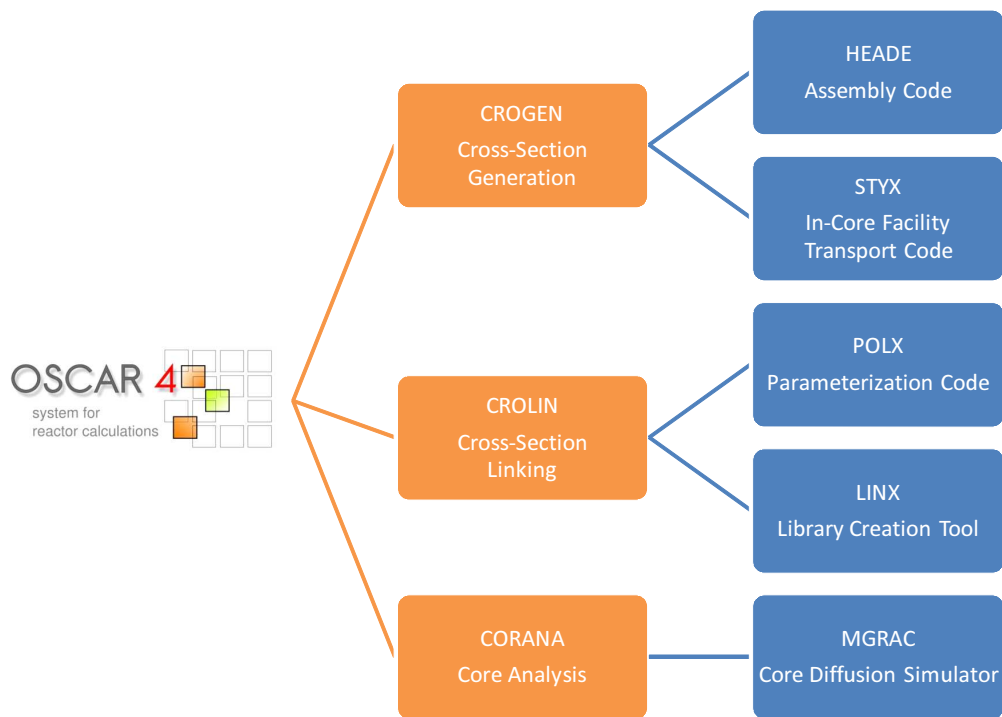 OSCAR 4
system for
reactor calculations
CROGEN
Cross-Section
Generation
HEADE
Assembly Code
STYX
In-Core Facility
Transport Code
CROLIN
Cross-Section
Linking
POLX
Parameterization Code
LINX
Library Creation Tool
CORANA
Core Analysis
MGRAC
Core Diffusion Simulator